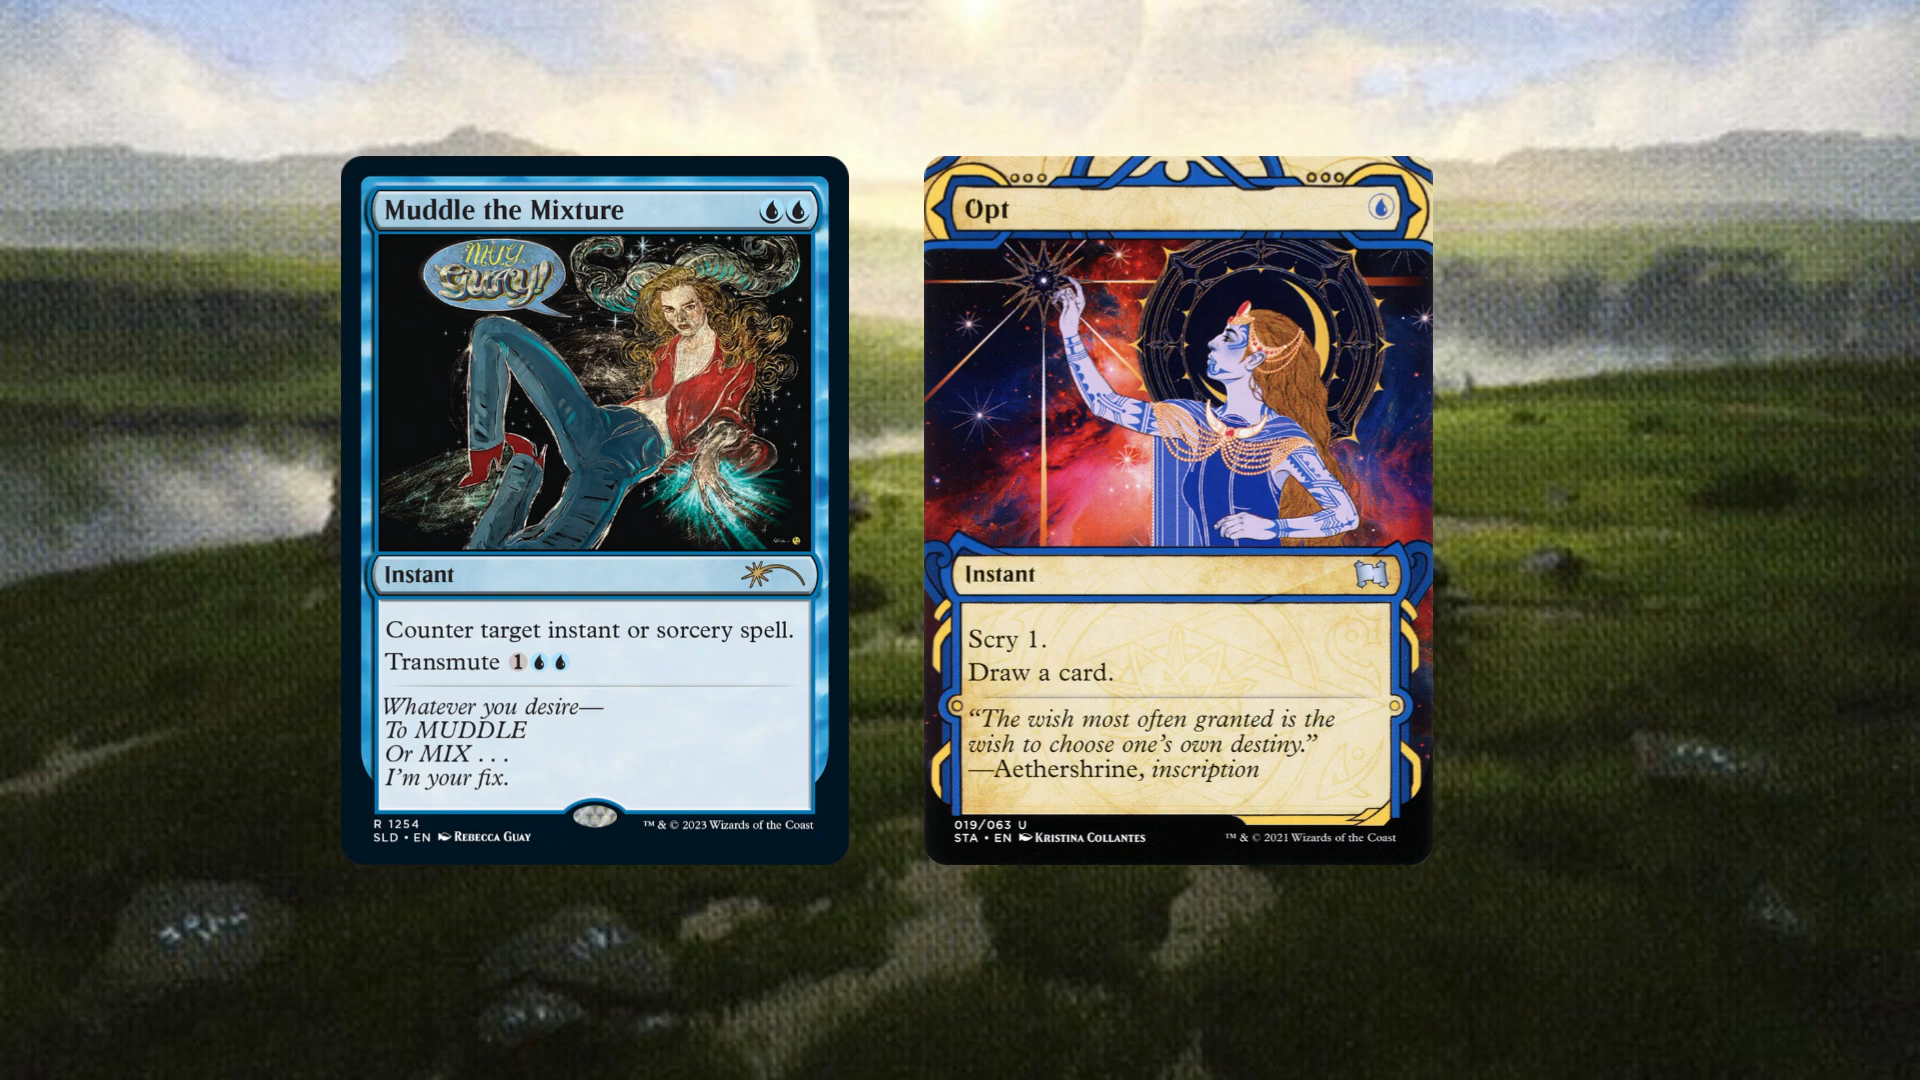 Muddle the Mixture
MUY
Guay!
Instant
Counter target instant or sorcery spell.
Transmute 1
Whatever you desire—
To MUDDLE
Or MIX . . .
I'm your fix.
R 1254
SLD • EN Rebecca Guay
™ & © 2023 Wizards of the Coast
Opt
Instant
Scry 1.
Draw a card.
“The wish most often granted is the
wish to choose one’s own destiny.”
—Aethershrine, inscription
019/063 U
STA • EN Kristina Collantes
™ & © 2021 Wizards of the Coast